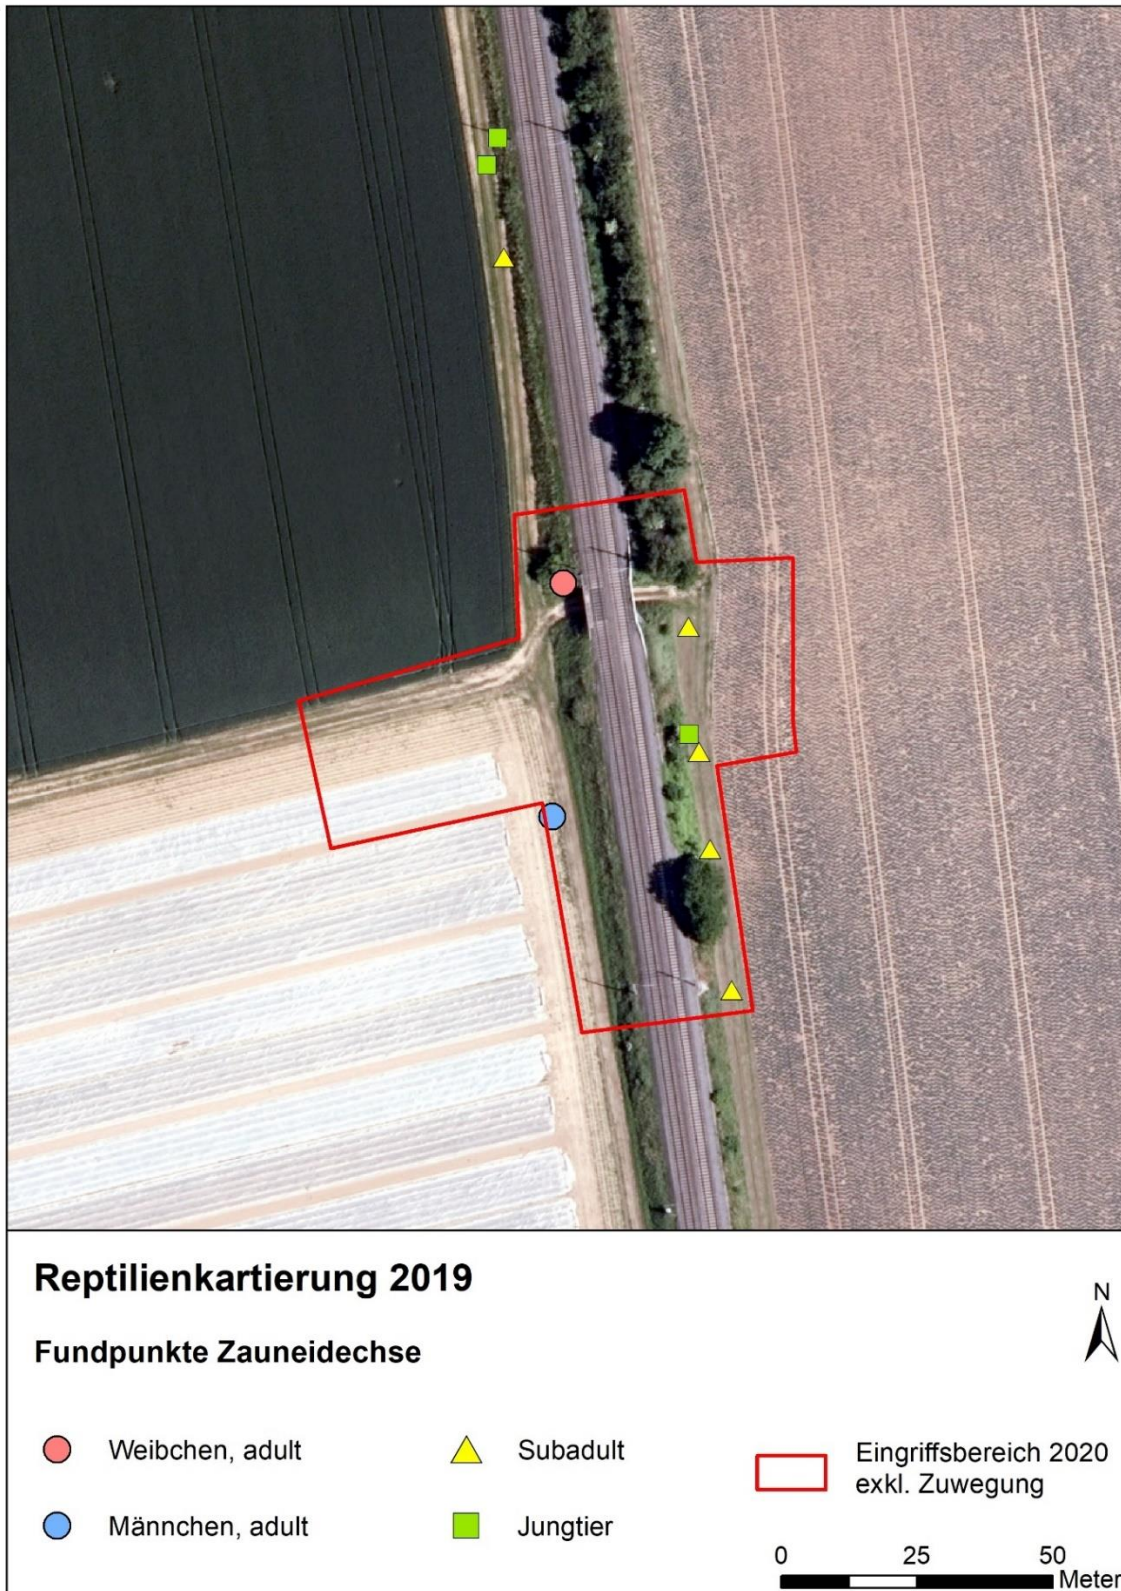 Reptilienkartierung 2019
N
Fundpunkte Zauneidechse
Weibchen, adult
Subadult
Eingriffsbereich 2020
exkl. Zuwegung
Männchen, adult
Jungtier
0 25 50
Meter